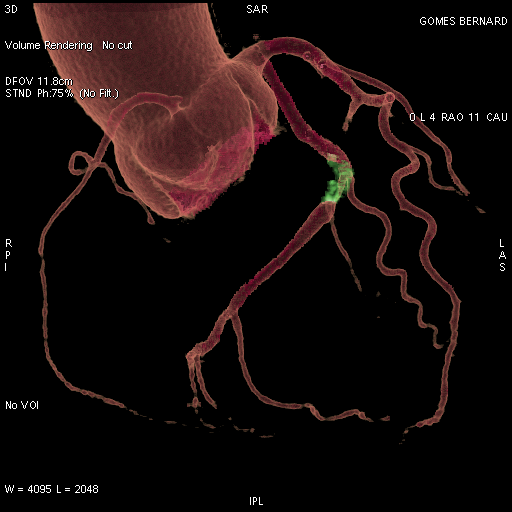 3D
SAR
GOMES BERNARD
Volume Rendering No cut
DFOV 11.8cm
STND Ph:75% (No Filt.)
0 L 4 RAO 11 CAU
R
P
I
L
A
S
No VOI
W = 4095 L = 2048
IPL